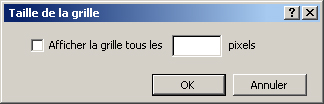 Taille de la grille
Afficher la grille tous les pixels
OK Annuler